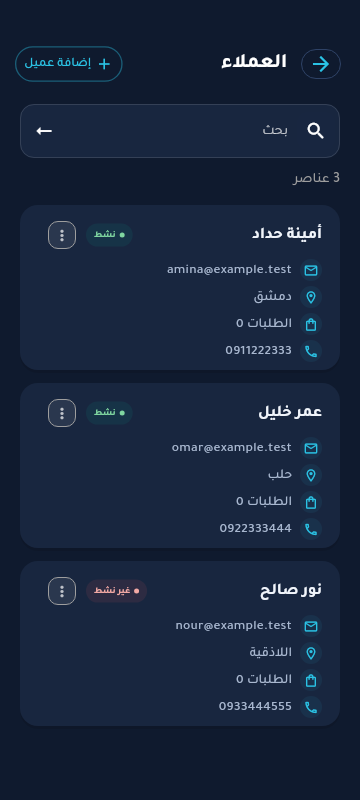 العملاء
إضافة عميل
بحث
3 عناصر
أمينة حداد
نشط
amina@example.test
دمشق
الطلبات 0
0911222333
عمر خليل
نشط
omar@example.test
حلب
الطلبات 0
0922333444
نور صالح
غير نشط
nour@example.test
اللاذقية
الطلبات 0
0933444555